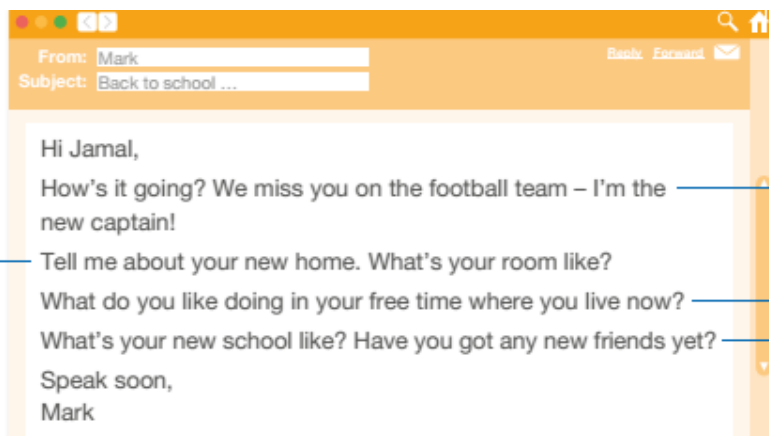 From: Mark
Reply Forward
Subject: Back to school ...
Hi Jamal,
How's it going? We miss you on the football team – I'm the
new captain!
Tell me about your new home. What's your room like?
What do you like doing in your free time where you live now?
What's your new school like? Have you got any new friends yet?
Speak soon,
Mark